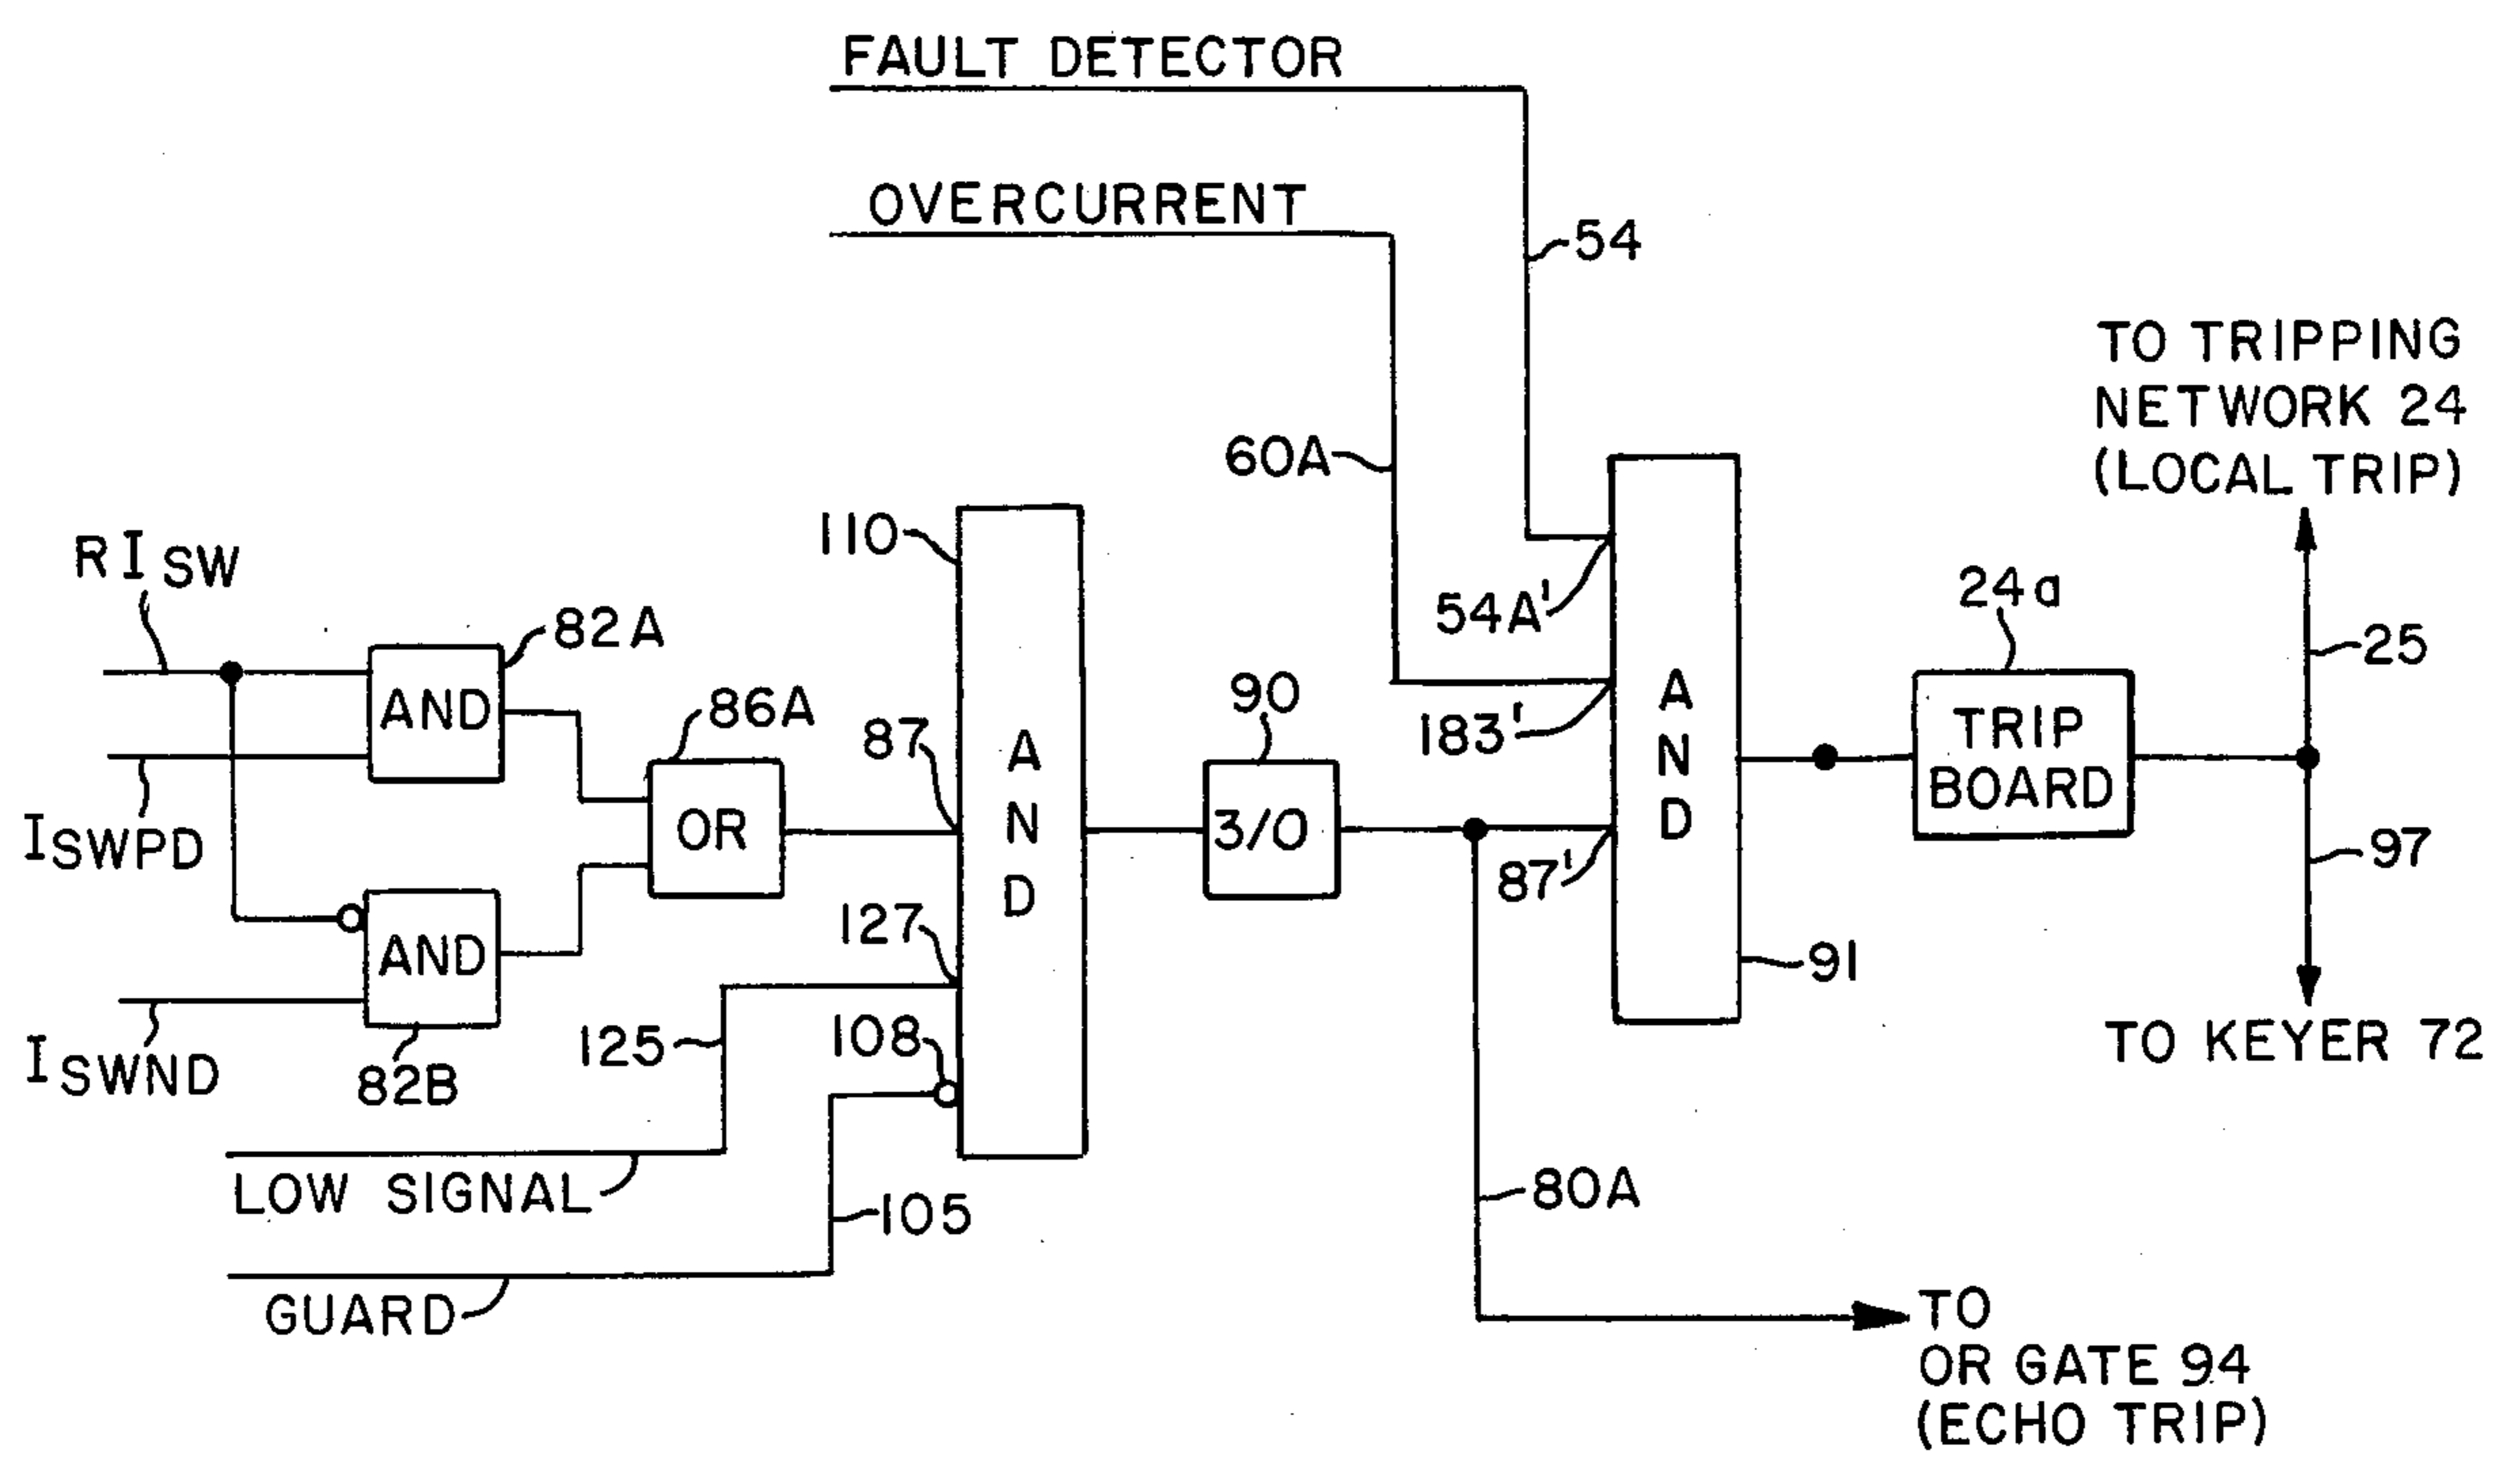 FAULT DETECTOR
OVERCURRENT
54
60A
TO TRIPPING
NETWORK 24
(LOCAL TRIP)
110
RISW
54A'
24a
82A
25
AND
86A
87
90
183'
A
N
D
A
N
D
TRIP
BOARD
OR
3/0
ISWPD
87'
97
127
AND
91
108
125
ISWND
82B
TO KEYER 72
LOW SIGNAL
105
80A
GUARD
TO
OR GATE 94
(ECHO TRIP)